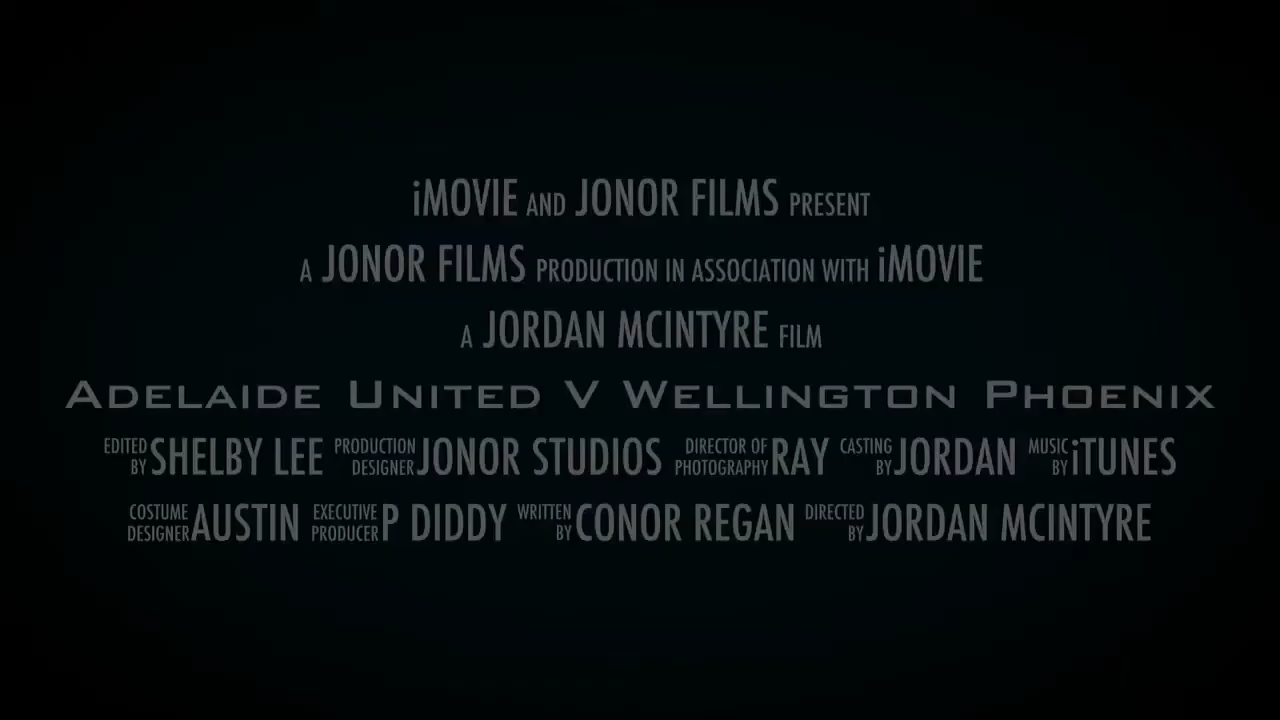 iMOVIE AND JONOR FILMS PRESENT
A JONOR FILMS PRODUCTION IN ASSOCIATION WITH iMOVIE
A JORDAN MCINTYRE FILM
ADELAIDE UNITED V WELLINGTON PHOENIX
EDITED BY SHELBY LEE PRODUCTION DESIGNER JONOR STUDIOS DIRECTOR OF PHOTOGRAPHY RAY CASTING BY JORDAN MUSIC BY iTUNES
COSTUME DESIGNER AUSTIN EXECUTIVE PRODUCER P DIDDY WRITTEN BY CONOR REGAN DIRECTED BY JORDAN MCINTYRE